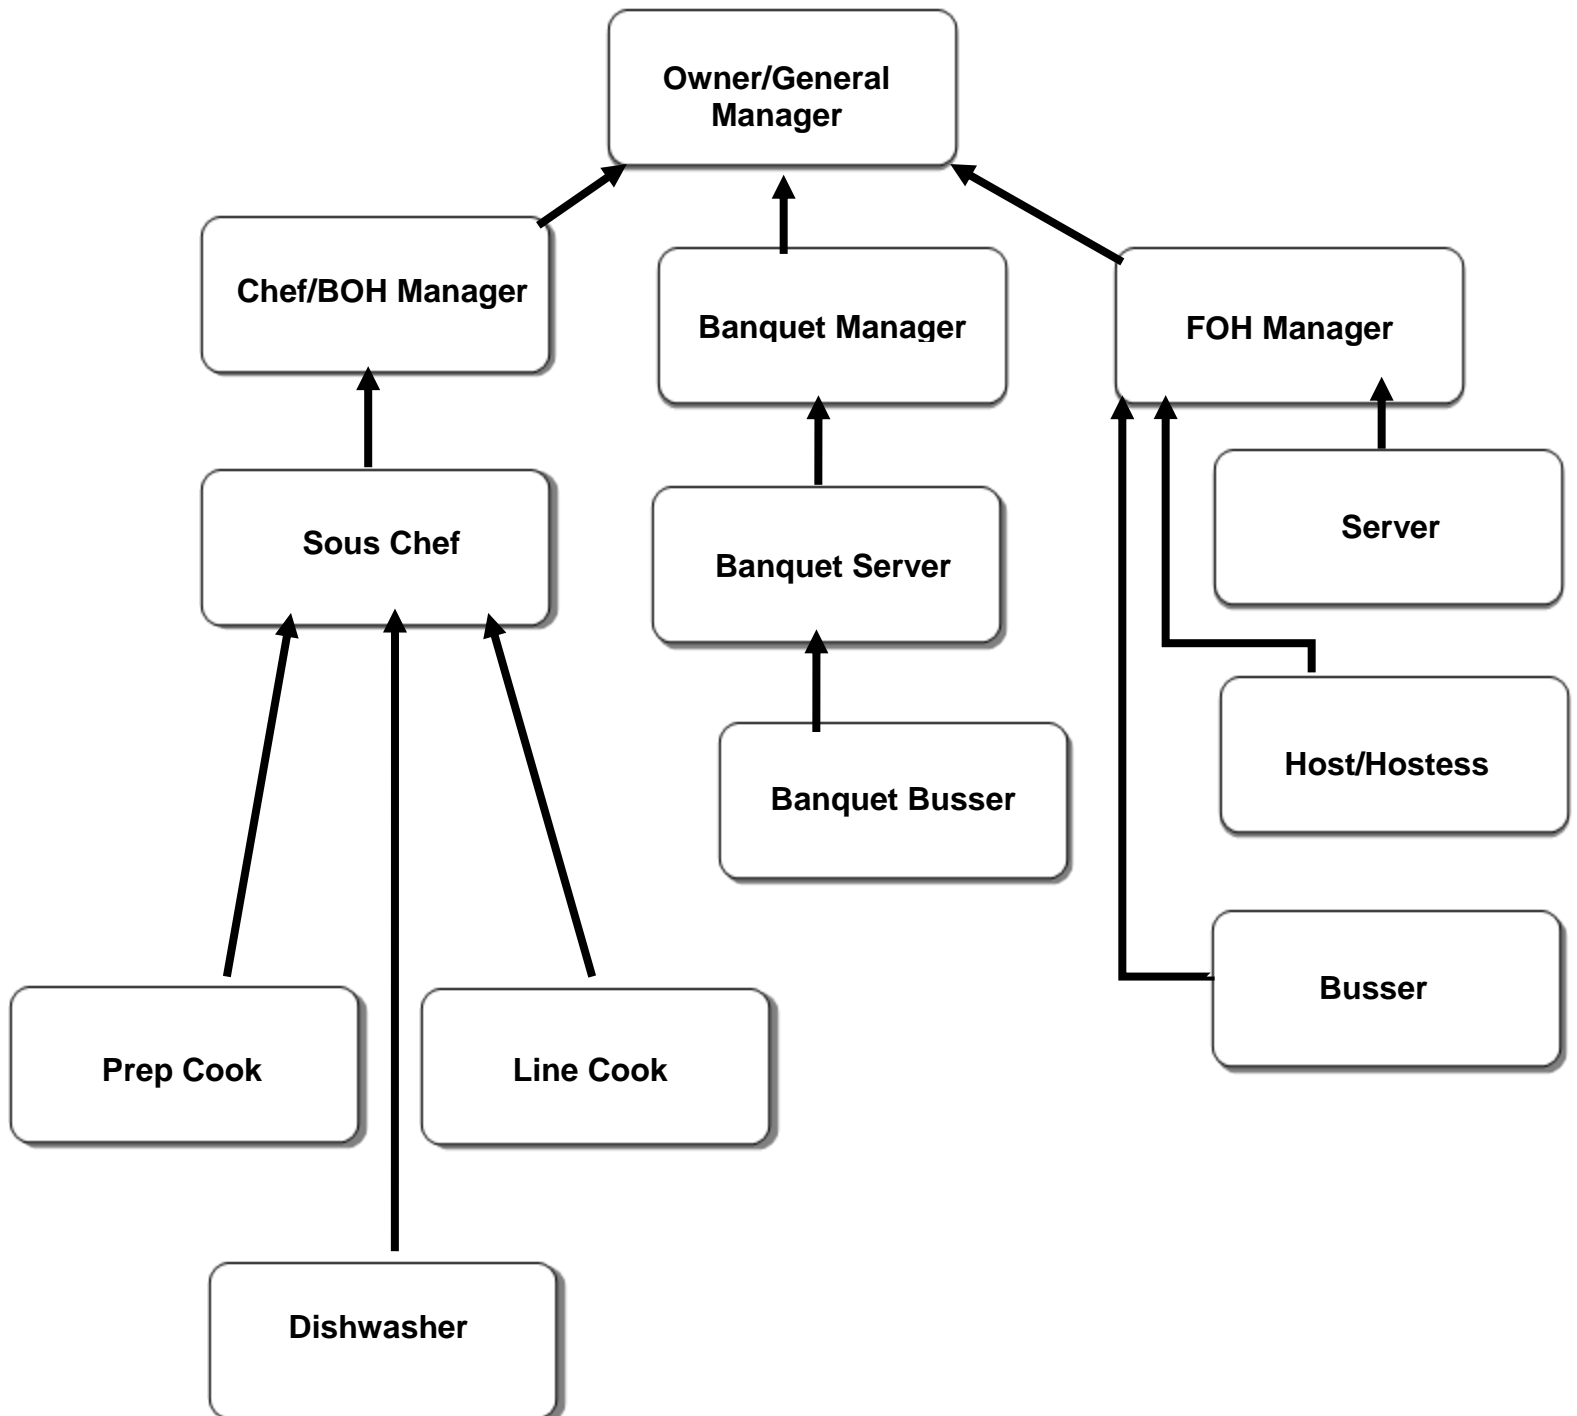 Owner/General
Manager
Chef/BOH Manager
Banquet Manager
FOH Manager
Sous Chef
Banquet Server
Server
Banquet Busser
Host/Hostess
Prep Cook
Line Cook
Busser
Dishwasher